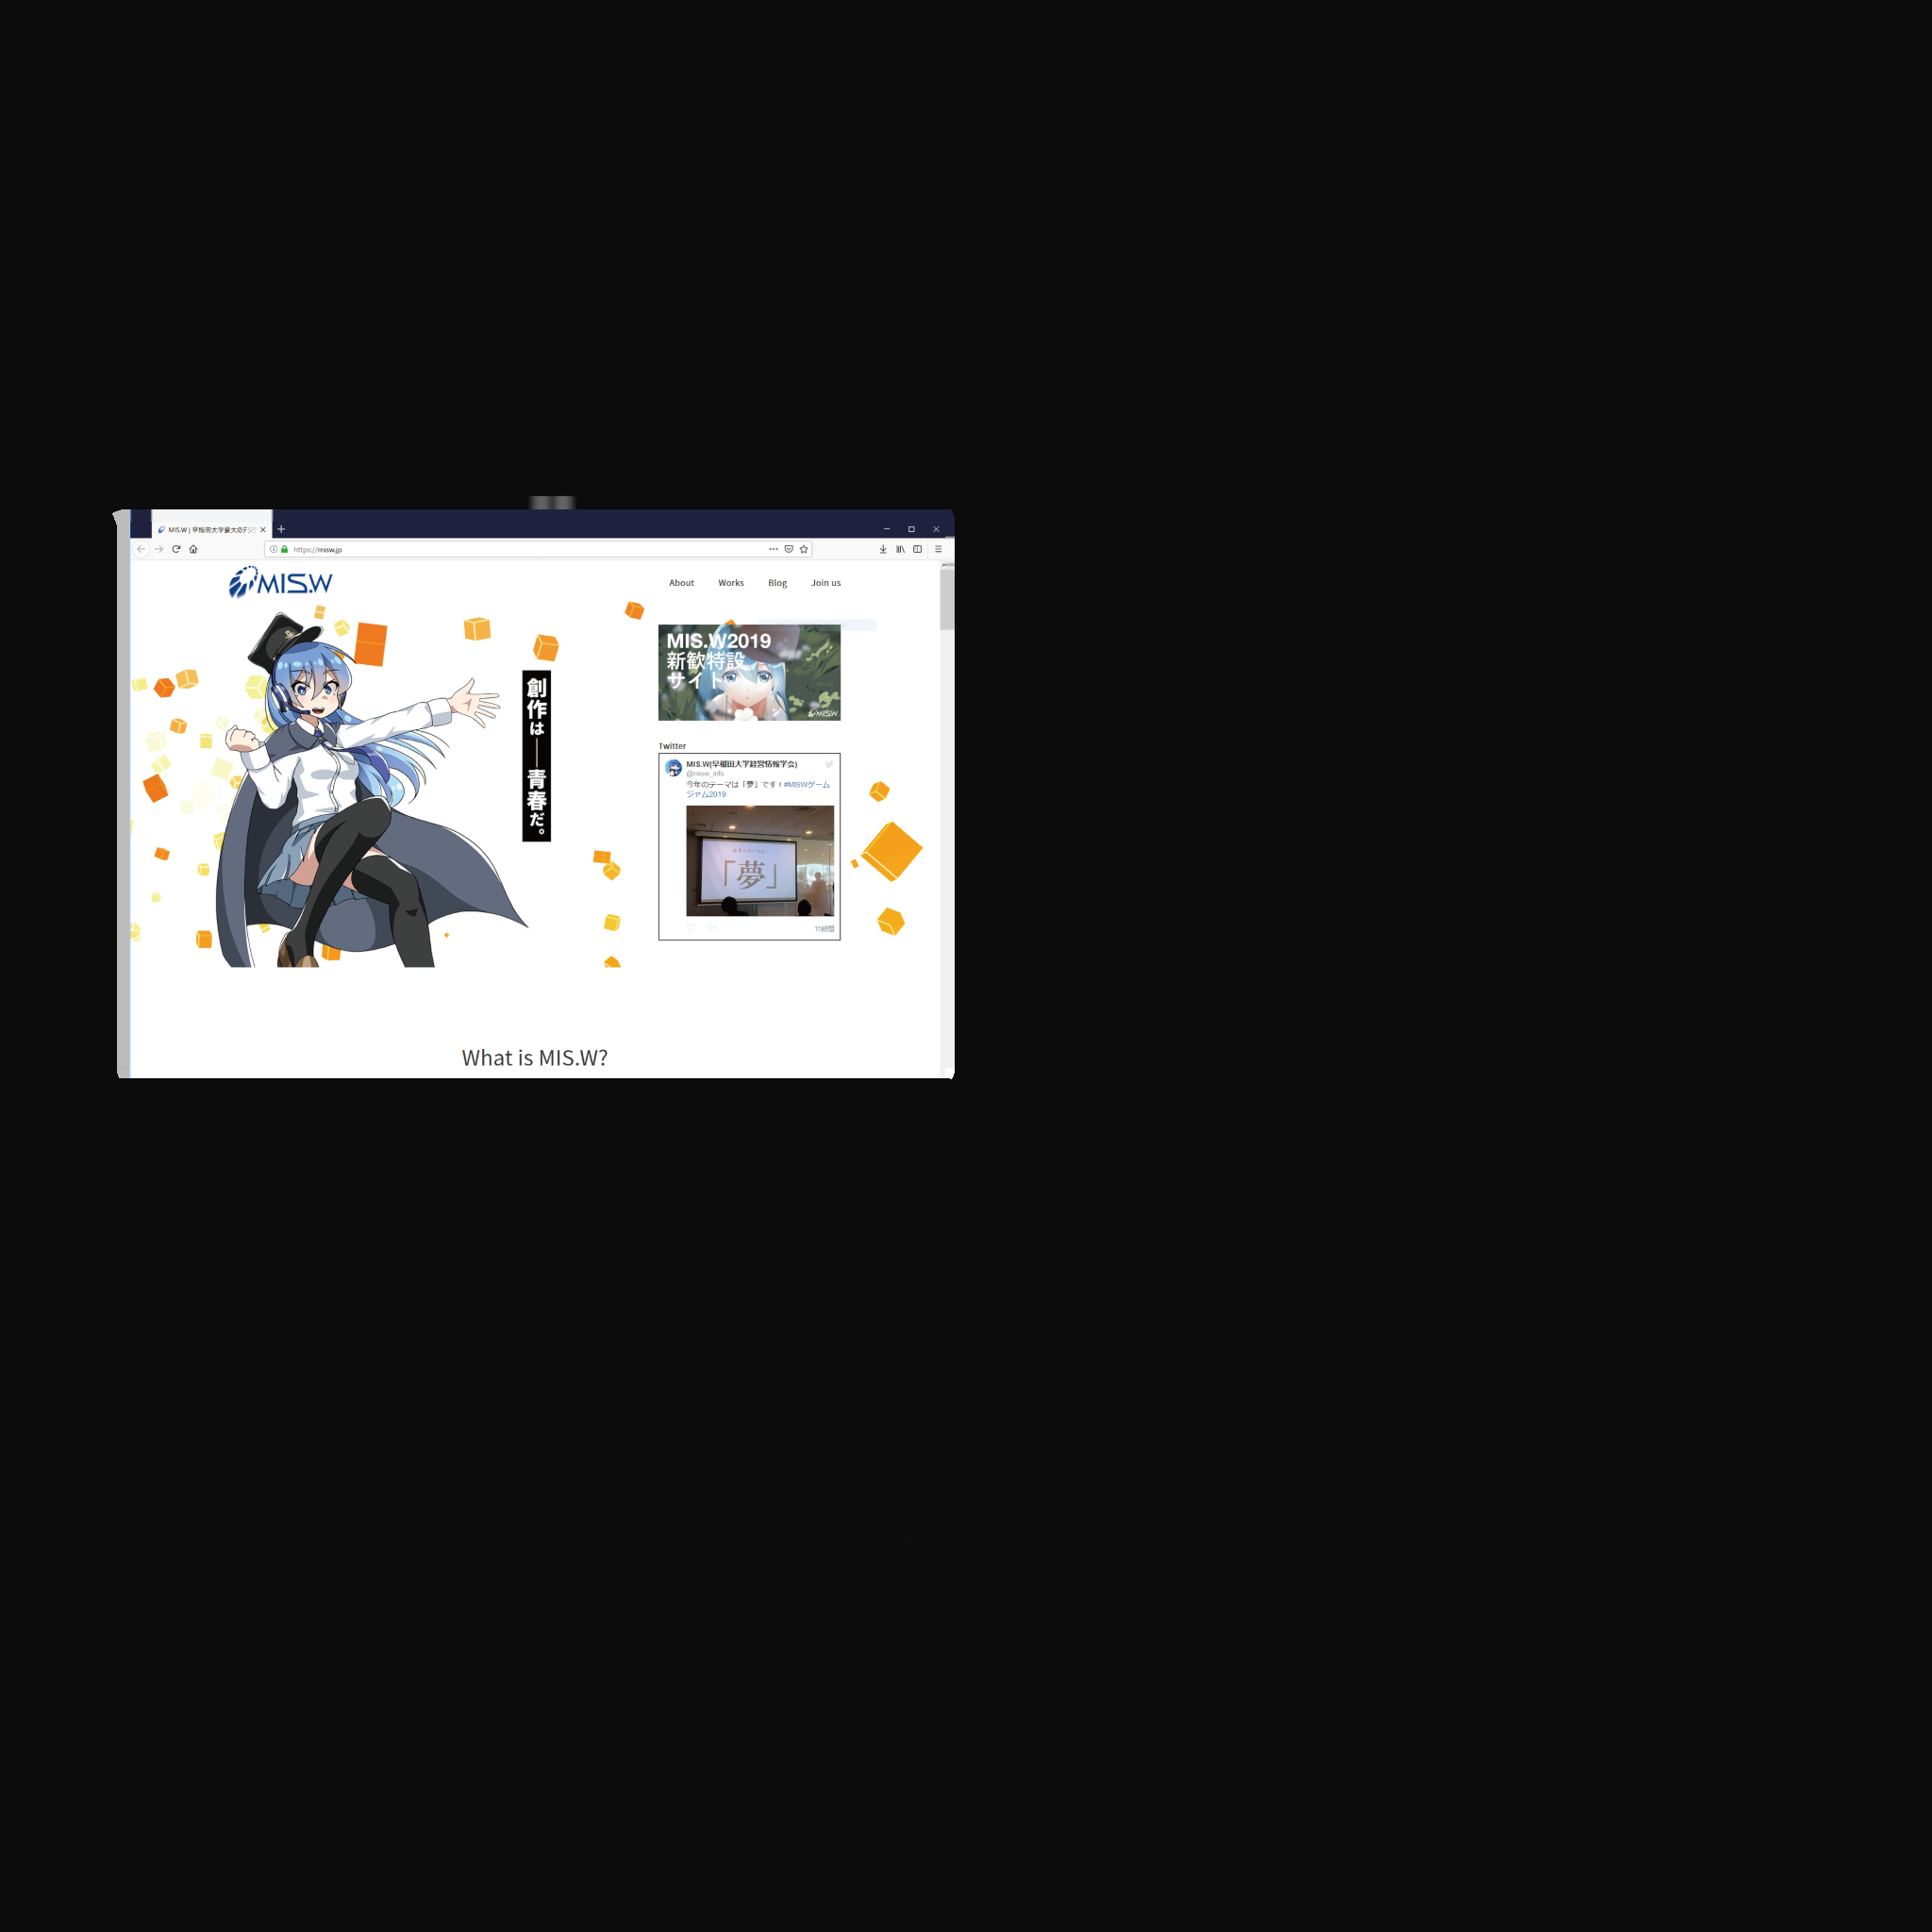 MIS.W | 早稲田大学最大のデジタ
https://misw.jp
MIS.W
About Works Blog Join us
MIS.W2019
新歓特設
サイト
MIS.W
創作は──青春だ。
Twitter
MIS.W(早稲田大学経営情報学会)
@misw_info
今年のテーマは「夢」です！#MISWゲーム
ジャム2019
「夢」
15時間
What is MIS.W?